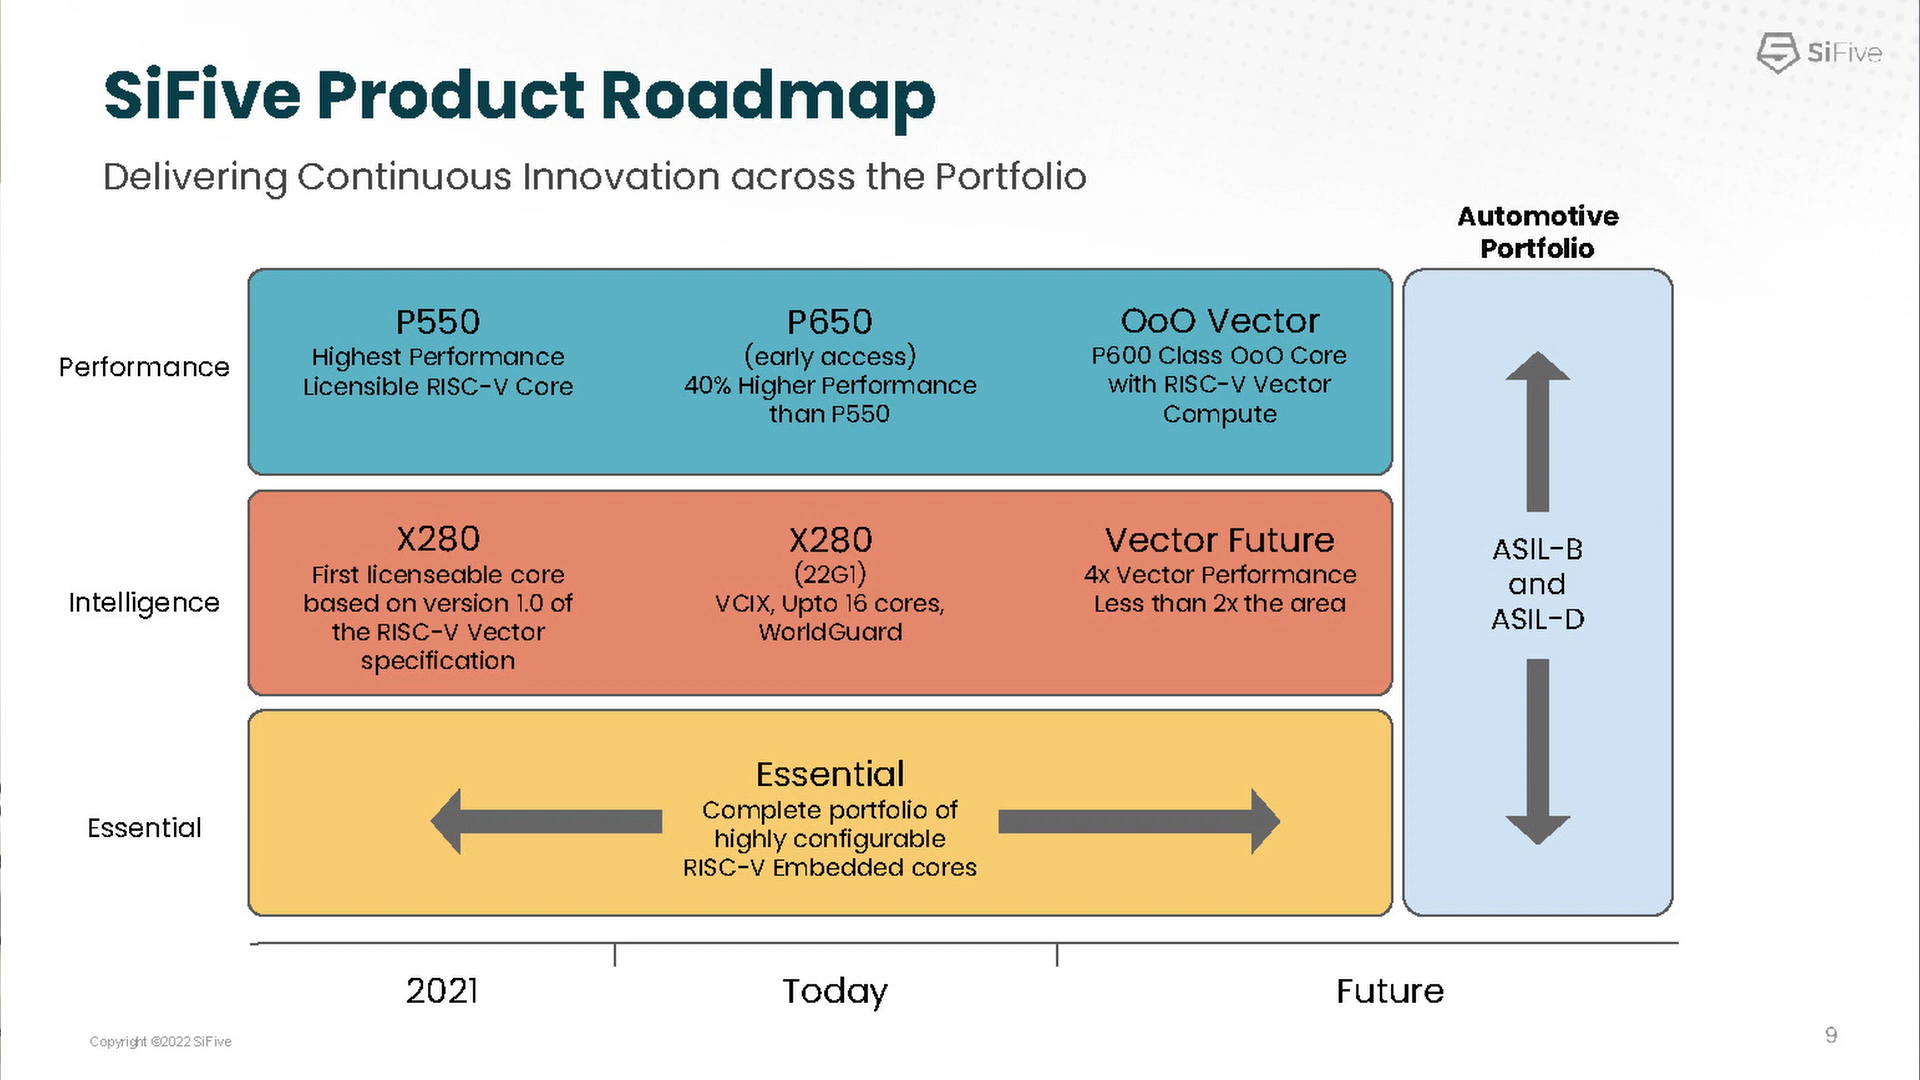 SiFive
SiFive Product Roadmap
Delivering Continuous Innovation across the Portfolio
Automotive
Portfolio
Performance
P550
Highest Performance
Licensible RISC-V Core
P650
(early access)
40% Higher Performance
than P550
OoO Vector
P600 Class OoO Core
with RISC-V Vector
Compute
Intelligence
X280
First licenseable core
based on version 1.0 of
the RISC-V Vector
specification
X280
(22G1)
VCIX, Upto 16 cores,
WorldGuard
Vector Future
4x Vector Performance
Less than 2x the area
ASIL-B
and
ASIL-D
Essential
Essential
Complete portfolio of
highly configurable
RISC-V Embedded cores
2021
Today
Future
Copyright ©2022 SiFive
9